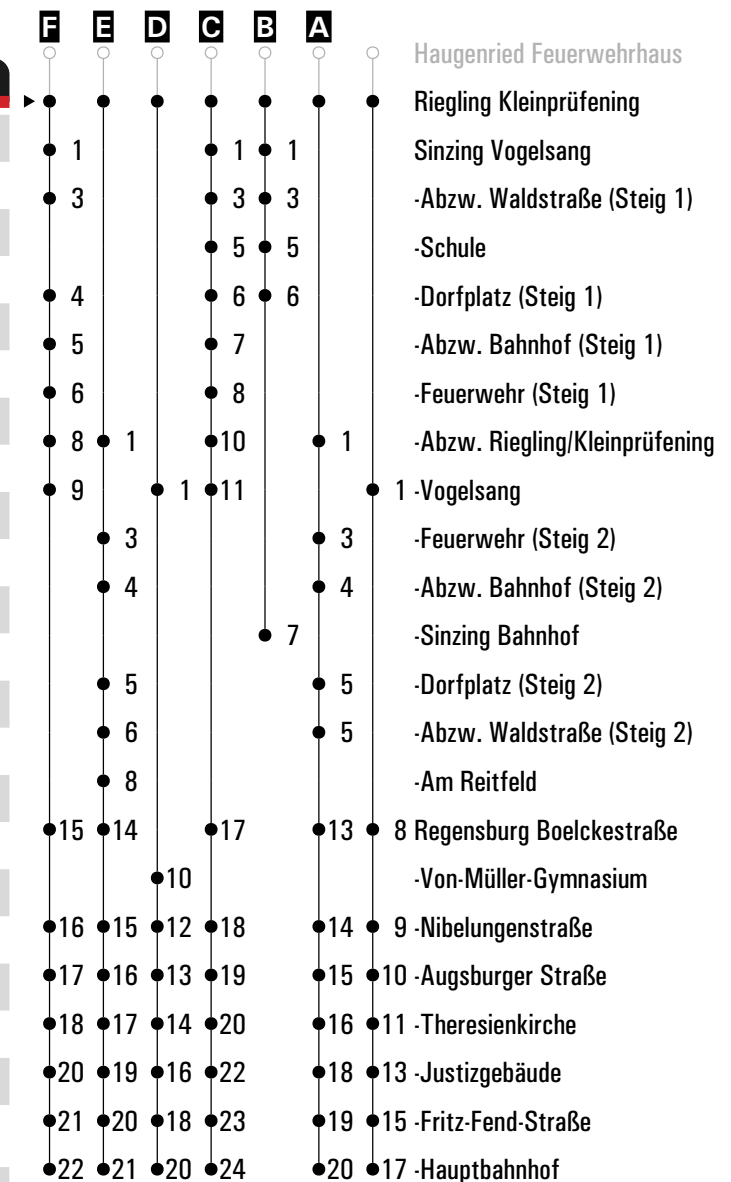 F E D C B A
Haugenried Feuerwehrhaus
Riegling Kleinprüfening
1 1 1 Sinzing Vogelsang
3 3 3 -Abzw. Waldstraße (Steig 1)
5 5 -Schule
4 6 6 -Dorfplatz (Steig 1)
5 7 -Abzw. Bahnhof (Steig 1)
6 8 -Feuerwehr (Steig 1)
8 1 10 1 -Abzw. Riegling/Kleinprüfening
9 1 11 1 -Vogelsang
3 3 -Feuerwehr (Steig 2)
4 4 -Abzw. Bahnhof (Steig 2)
7 -Sinzing Bahnhof
5 5 -Dorfplatz (Steig 2)
6 5 -Abzw. Waldstraße (Steig 2)
8 -Am Reitfeld
15 14 17 13 8 Regensburg Boelckestraße
10 -Von-Müller-Gymnasium
16 15 12 18 14 9 -Nibelungenstraße
17 16 13 19 15 10 -Augsburger Straße
18 17 14 20 16 11 -Theresienkirche
20 19 16 22 18 13 -Justizgebäude
21 20 18 23 19 15 -Fritz-Fend-Straße
22 21 20 24 20 17 -Hauptbahnhof